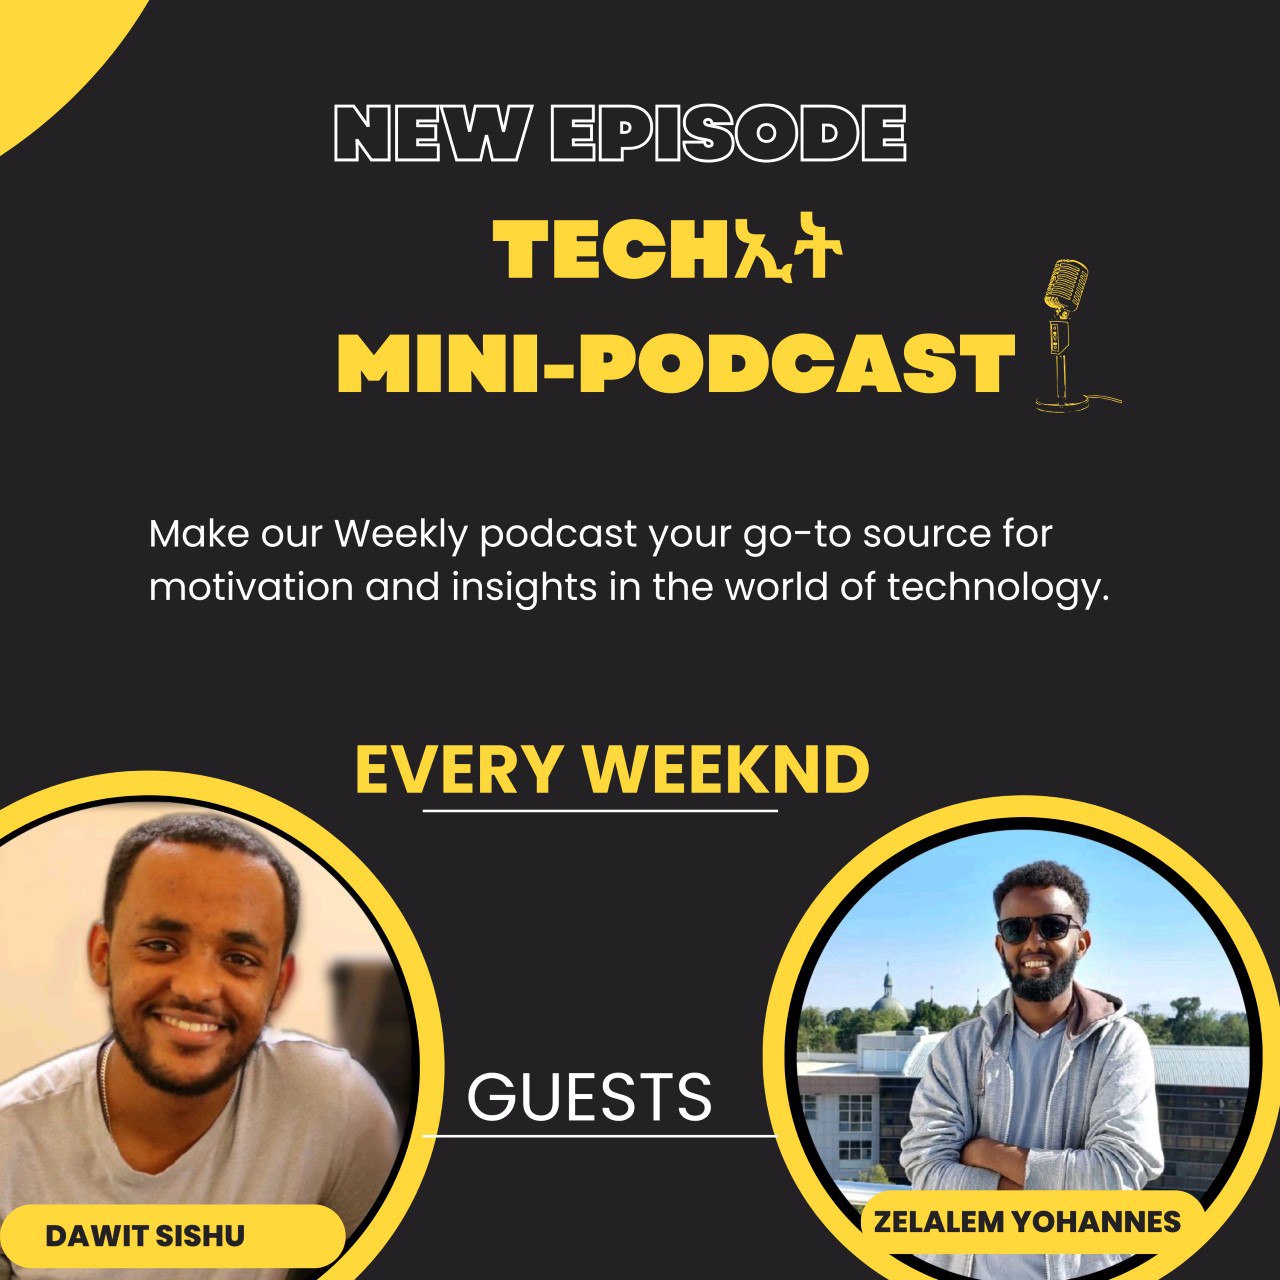 NEW EPISODE
TECHኢት
MINI-PODCAST
Make our Weekly podcast your go-to source for
motivation and insights in the world of technology.
EVERY WEEKND
GUESTS
DAWIT SISHU
ZELALEM YOHANNES